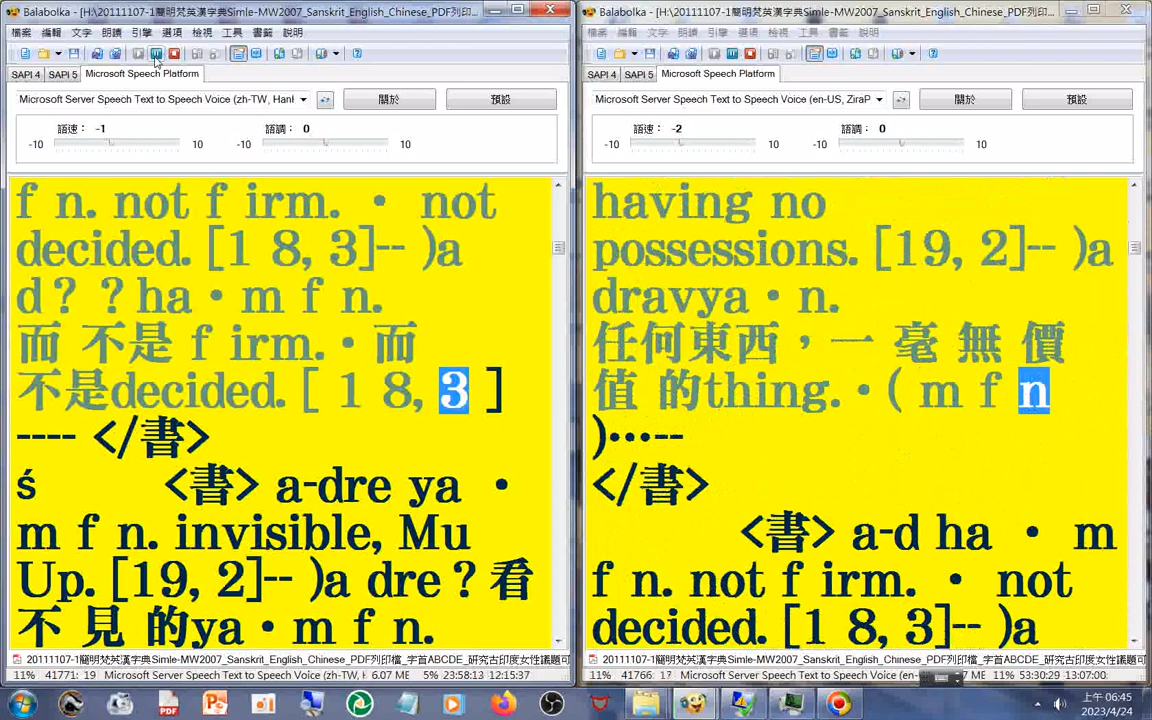 Balabolka - [H:\20111107-1簡明梵英漢字典Simle-MW2007_Sanskrit_English_Chinese_PDF列印...
檔案 編輯 文字 朗讀 引擎 選項 檢視 工具 書籤 說明
SAPI 4 SAPI 5 Microsoft Speech Platform
Microsoft Server Speech Text to Speech Voice (zh-TW, Hanl
關於 預設
語速： -1 語調： 0
-10 10 -10 10
f n. not f irm. • not
decided. [1 8, 3]-- )a
d？？ha • m f n.
而 不是 f irm. • 而
不是decided. [ 1 8, 3 ]
---- </書>
ś <書> a-dre ya •
m f n. invisible, Mu
Up. [19, 2]-- )a dre？看
不 見 的ya • m f n.
20111107-1簡明梵英漢字典Simle-MW2007_Sanskrit_English_Chinese_PDF列印檔_字首ABCDE_研究古印度女性議題可
11% 41771: 19 Microsoft Server Speech Text to Speech Voice (zh-TW, H 6.07 ME 5% 23:58:13 12:15:37
Balabolka - [H:\20111107-1簡明梵英漢字典Simle-MW2007_Sanskrit_English_Chinese_PDF列印...
檔案 編輯 文字 朗讀 引擎 選項 檢視 工具 書籤 說明
SAPI 4 SAPI 5 Microsoft Speech Platform
Microsoft Server Speech Text to Speech Voice (en-US, ZiraP
關於 預設
語速： -2 語調： 0
-10 10 -10 10
having no
possessions. [19, 2]-- )a
dravya • n.
任何東西，一 毫 無 價
值 的thing. • ( m f n
)•••--
</書>
<書> a-d ha • m
f n. not f irm. • not
decided. [1 8, 3]-- )a
20111107-1簡明梵英漢字典Simle-MW2007_Sanskrit_English_Chinese_PDF列印檔_字首ABCDE_研究古印度女性議題可
11% 41766: 1? Microsoft Server Speech Text to Speech Voice 11% 53:30:29 13:07:00
上午 06:45
2023/4/24